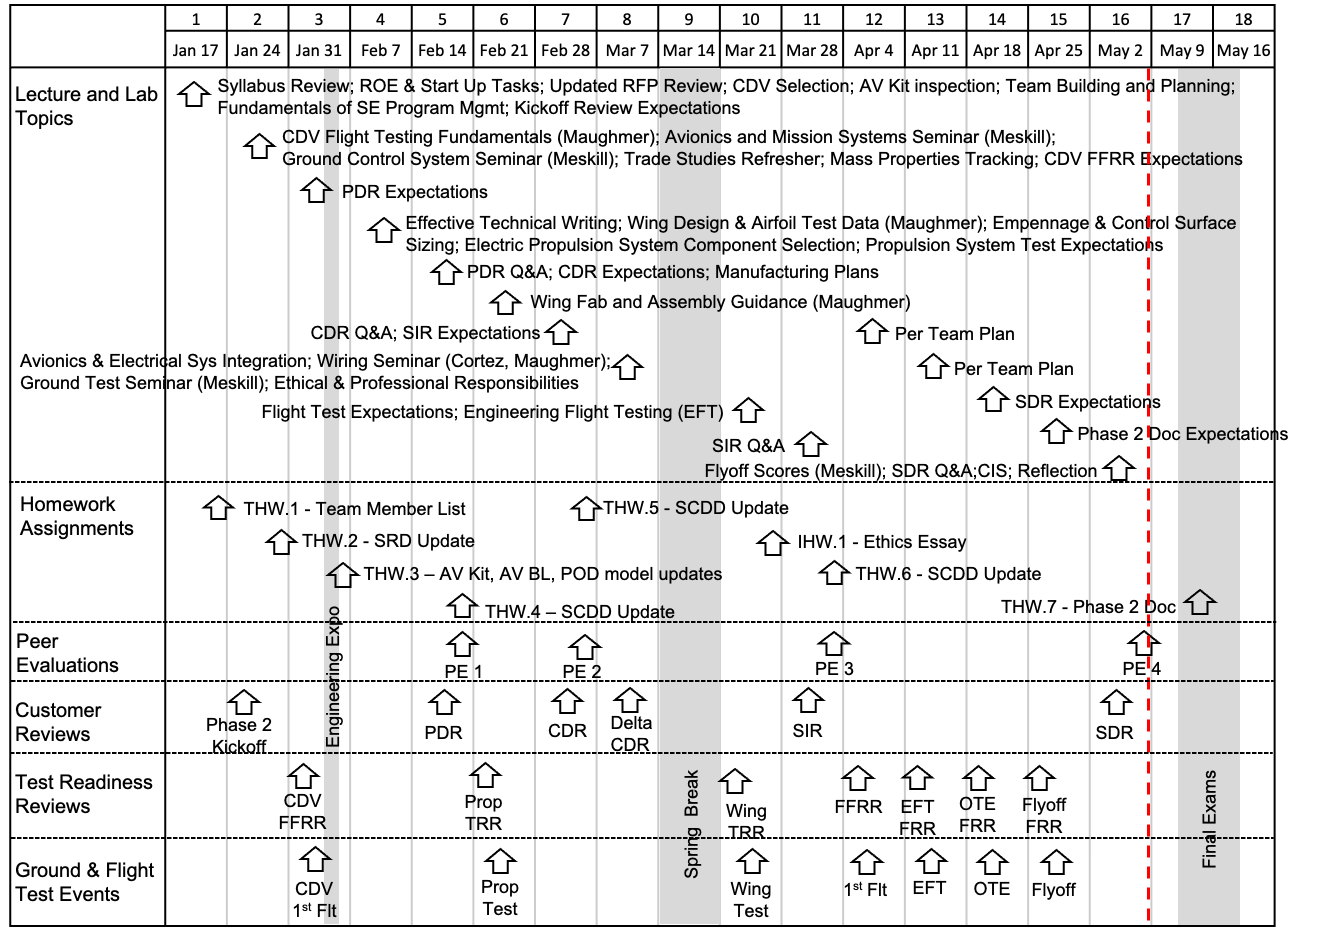 1 2 3 4 5 6 7 8 9 10 11 12 13 14 15 16 17 18
Jan 17 Jan 24 Jan 31 Feb 7 Feb 14 Feb 21 Feb 28 Mar 7 Mar 14 Mar 21 Mar 28 Apr 4 Apr 11 Apr 18 Apr 25 May 2 May 9 May 16
Lecture and Lab
Topics
Syllabus Review; ROE & Start Up Tasks; Updated RFP Review; CDV Selection; AV Kit inspection; Team Building and Planning;
Fundamentals of SE Program Mgmt; Kickoff Review Expectations
CDV Flight Testing Fundamentals (Maughmer); Avionics and Mission Systems Seminar (Meskill);
Ground Control System Seminar (Meskill); Trade Studies Refresher; Mass Properties Tracking; CDV FFRR Expectations
PDR Expectations
Effective Technical Writing; Wing Design & Airfoil Test Data (Maughmer); Empennage & Control Surface
Sizing; Electric Propulsion System Component Selection; Propulsion System Test Expectations
PDR Q&A; CDR Expectations; Manufacturing Plans
Wing Fab and Assembly Guidance (Maughmer)
CDR Q&A; SIR Expectations
Per Team Plan
Avionics & Electrical Sys Integration; Wiring Seminar (Cortez, Maughmer);
Ground Test Seminar (Meskill); Ethical & Professional Responsibilities
Per Team Plan
SDR Expectations
Flight Test Expectations; Engineering Flight Testing (EFT)
Phase 2 Doc Expectations
SIR Q&A
Flyoff Scores (Meskill); SDR Q&A;CIS; Reflection
Homework
Assignments
THW.1 - Team Member List
THW.5 - SCDD Update
THW.2 - SRD Update
IHW.1 - Ethics Essay
THW.3 – AV Kit, AV BL, POD model updates
THW.6 - SCDD Update
THW.4 – SCDD Update
THW.7 - Phase 2 Doc
Peer
Evaluations
PE 1
PE 2
PE 3
PE 4
Engineering Expo
Customer
Reviews
Phase 2
Kickoff
PDR
CDR
Delta
CDR
SIR
SDR
Test Readiness
Reviews
CDV
FFRR
Prop
TRR
Spring Break
Wing
TRR
FFRR
EFT
FRR
OTE
FRR
Flyoff
FRR
Final Exams
Ground & Flight
Test Events
CDV
1st Flt
Prop
Test
Wing
Test
1st Flt
EFT
OTE
Flyoff